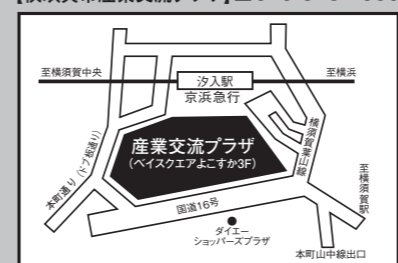 至横須賀中央
汐入駅
至横浜
京浜急行
産業交流プラザ
(ベイスクエアよこすか3F)
本町通り(ドブ板通り)
横須賀葉山線
至横須賀駅
国道16号
ダイエー
ショッパーズプラザ
本町山中線出口